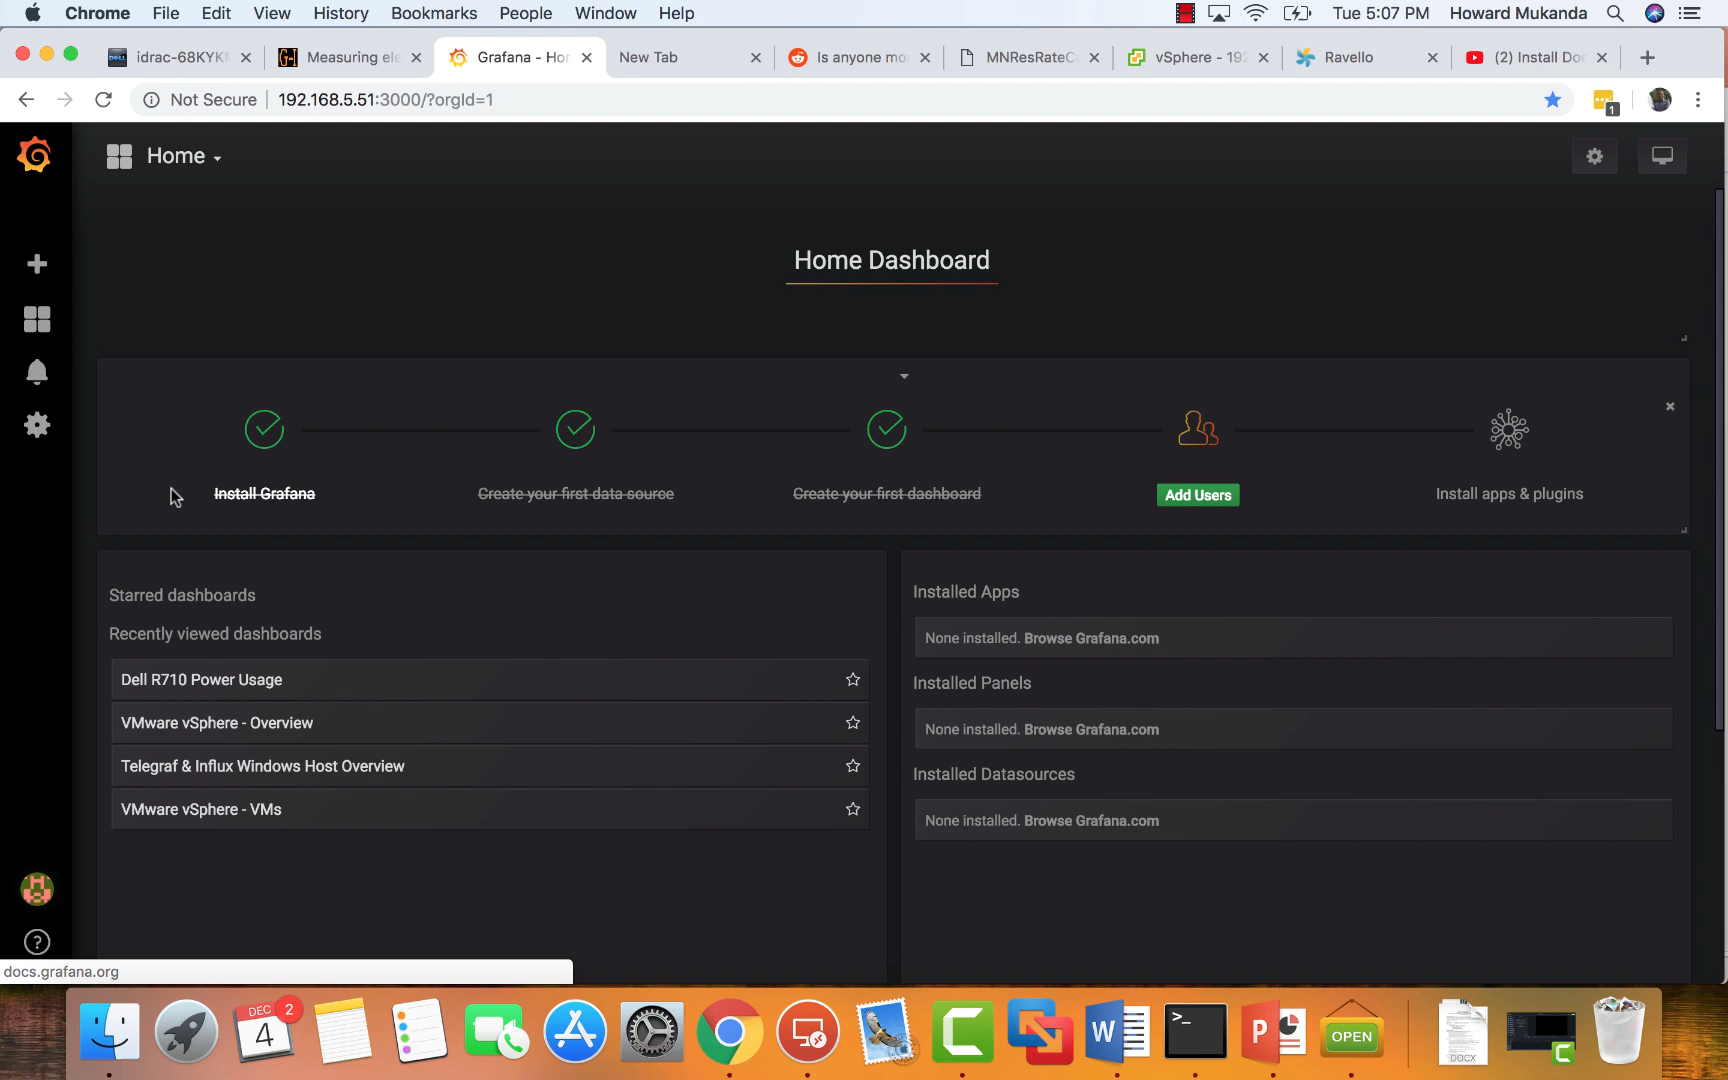 Chrome File Edit View History Bookmarks People Window Help Tue 5:07 PM Howard Mukanda
DELL idrac-68KYK G-I Measuring ele Grafana - Ho New Tab Is anyone mo MNResRateC vSphere - 192 Ravello (2) Install Do
Not Secure 192.168.5.51:3000/?orgId=1 1
Home
Home Dashboard
Install Grafana Create your first data source Create your first dashboard Add Users Install apps & plugins
Starred dashboards
Recently viewed dashboards
Dell R710 Power Usage
VMware vSphere - Overview
Telegraf & Influx Windows Host Overview
VMware vSphere - VMs
Installed Apps
None installed. Browse Grafana.com
Installed Panels
None installed. Browse Grafana.com
Installed Datasources
None installed. Browse Grafana.com
?
docs.grafana.org
DEC 2
4
W >_ P OPEN DOCX C